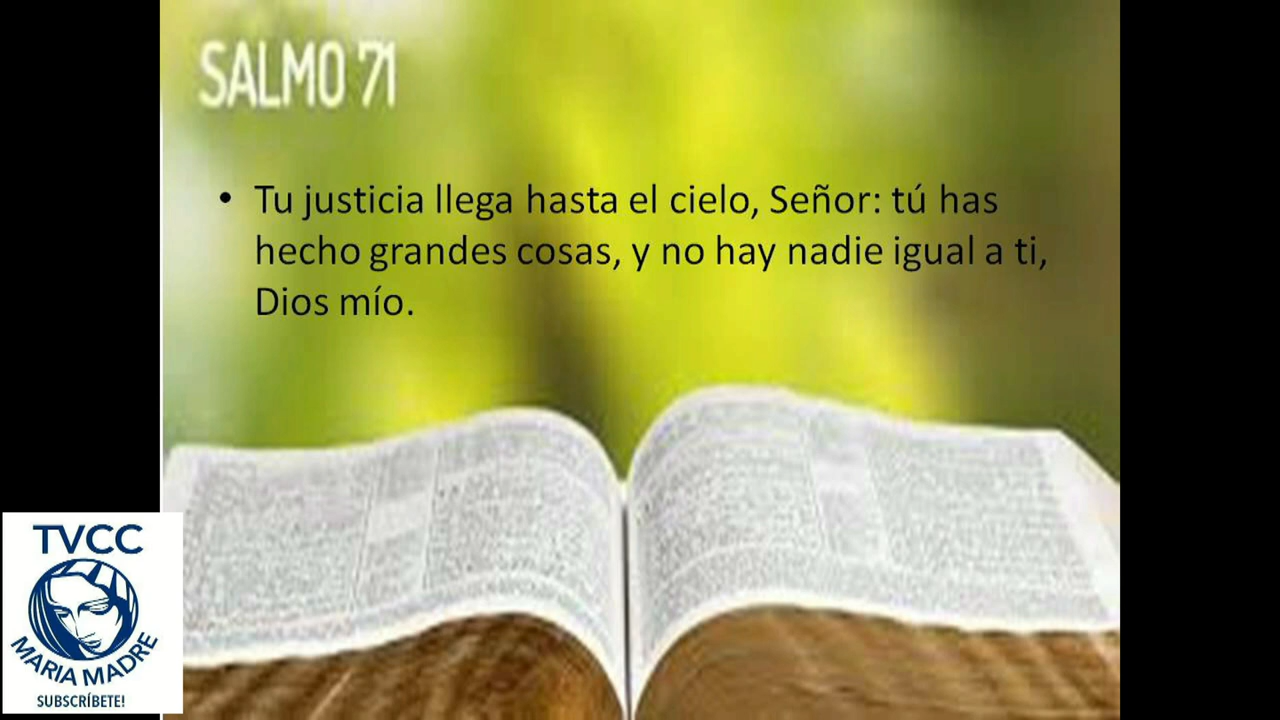 SALMO 71
• Tu justicia llega hasta el cielo, Señor: tú has
hecho grandes cosas, y no hay nadie igual a ti,
Dios mío.
TVCC
MARIA MADRE
SUBSCRÍBETE!